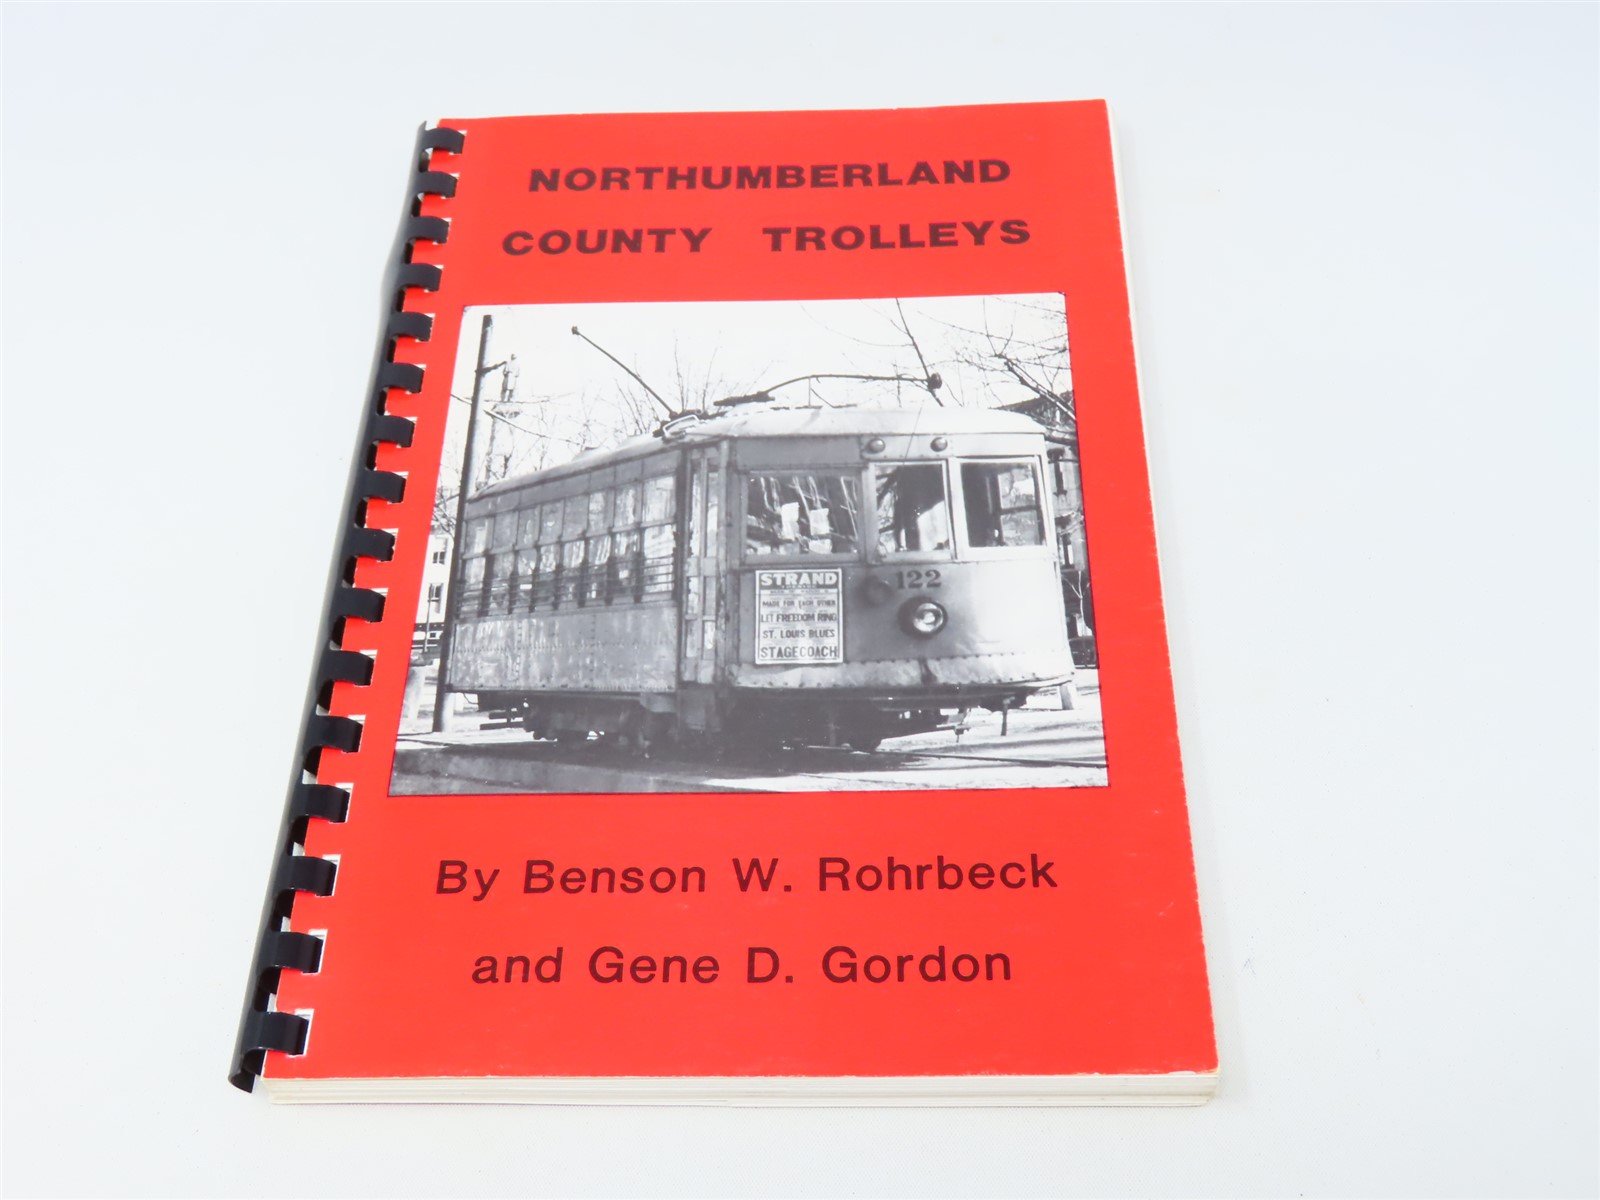 NORTHUMBERLAND
COUNTY TROLLEYS
122
STRAND
MADE FOR EACH OTHER
LET FREEDOM RING
ST. LOUIS BLUES
STAGECOACH
By Benson W. Rohrbeck
and Gene D. Gordon